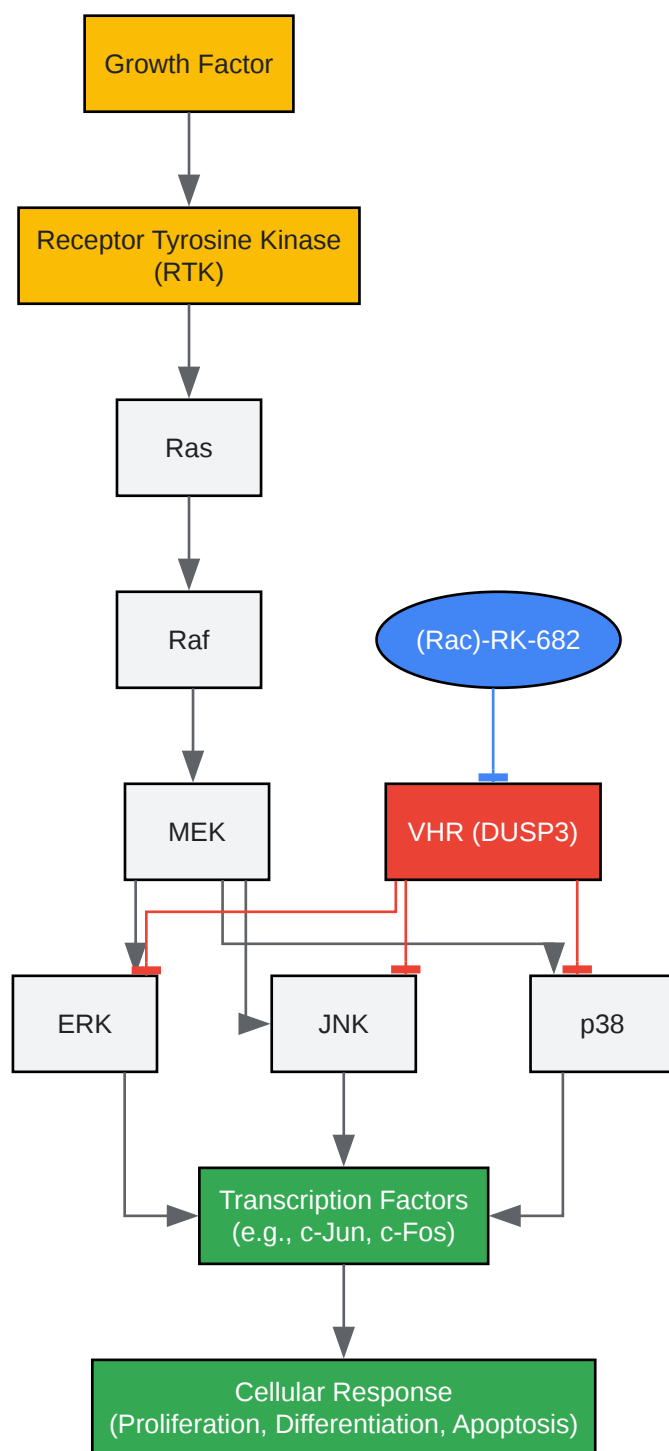 Growth Factor
Receptor Tyrosine Kinase
(RTK)
Ras
Raf
(Rac)-RK-682
MEK
VHR (DUSP3)
ERK
JNK
p38
Transcription Factors
(e.g., c-Jun, c-Fos)
Cellular Response
(Proliferation, Differentiation, Apoptosis)